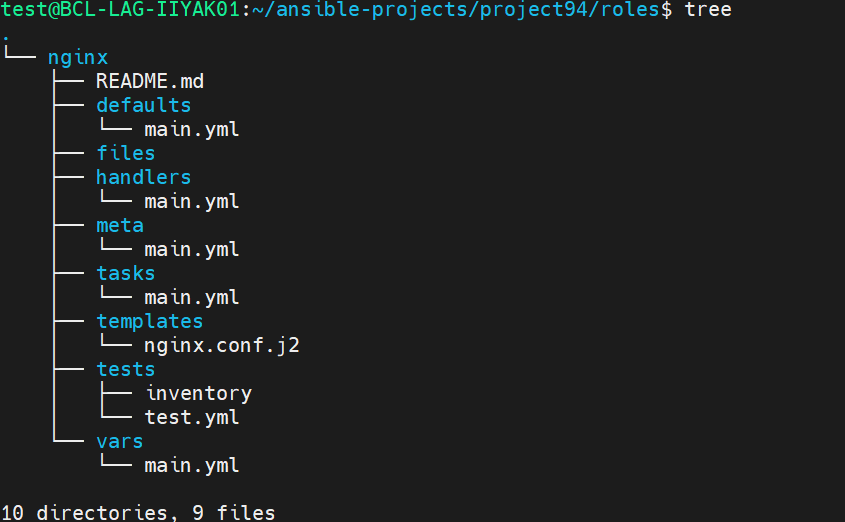 test@BCL-LAG-IIYAK01:~/ansible-projects/project94/roles$ tree
.
└── nginx
    ├── README.md
    ├── defaults
    │   └── main.yml
    ├── files
    ├── handlers
    │   └── main.yml
    ├── meta
    │   └── main.yml
    ├── tasks
    │   └── main.yml
    ├── templates
    │   └── nginx.conf.j2
    ├── tests
    │   ├── inventory
    │   └── test.yml
    └── vars
        └── main.yml
10 directories, 9 files